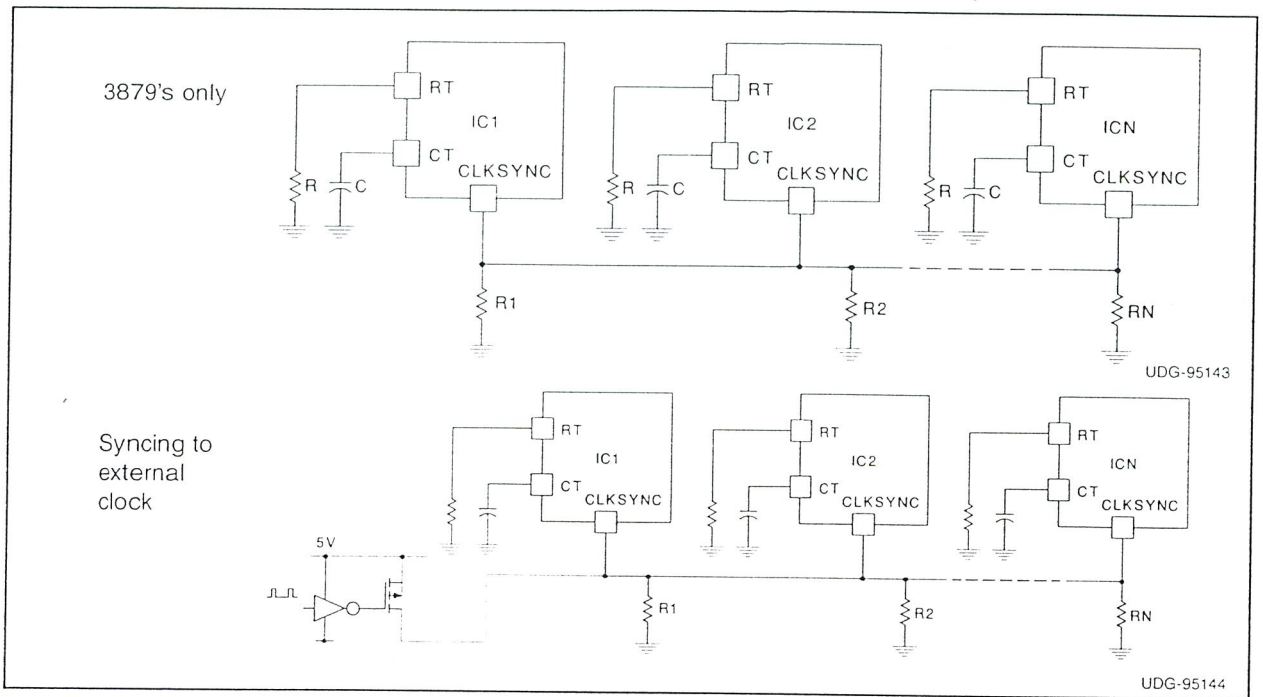 3879's only
RT
IC1
CT
CLKSYNC
R
C
R1
RT
IC2
CT
CLKSYNC
R
C
R2
RT
ICN
CT
CLKSYNC
R
C
RN
UDG-95143
Syncing to
external
clock
5V
RT
IC1
CT
CLKSYNC
R1
RT
IC2
CT
CLKSYNC
R2
RT
ICN
CT
CLKSYNC
RN
UDG-95144